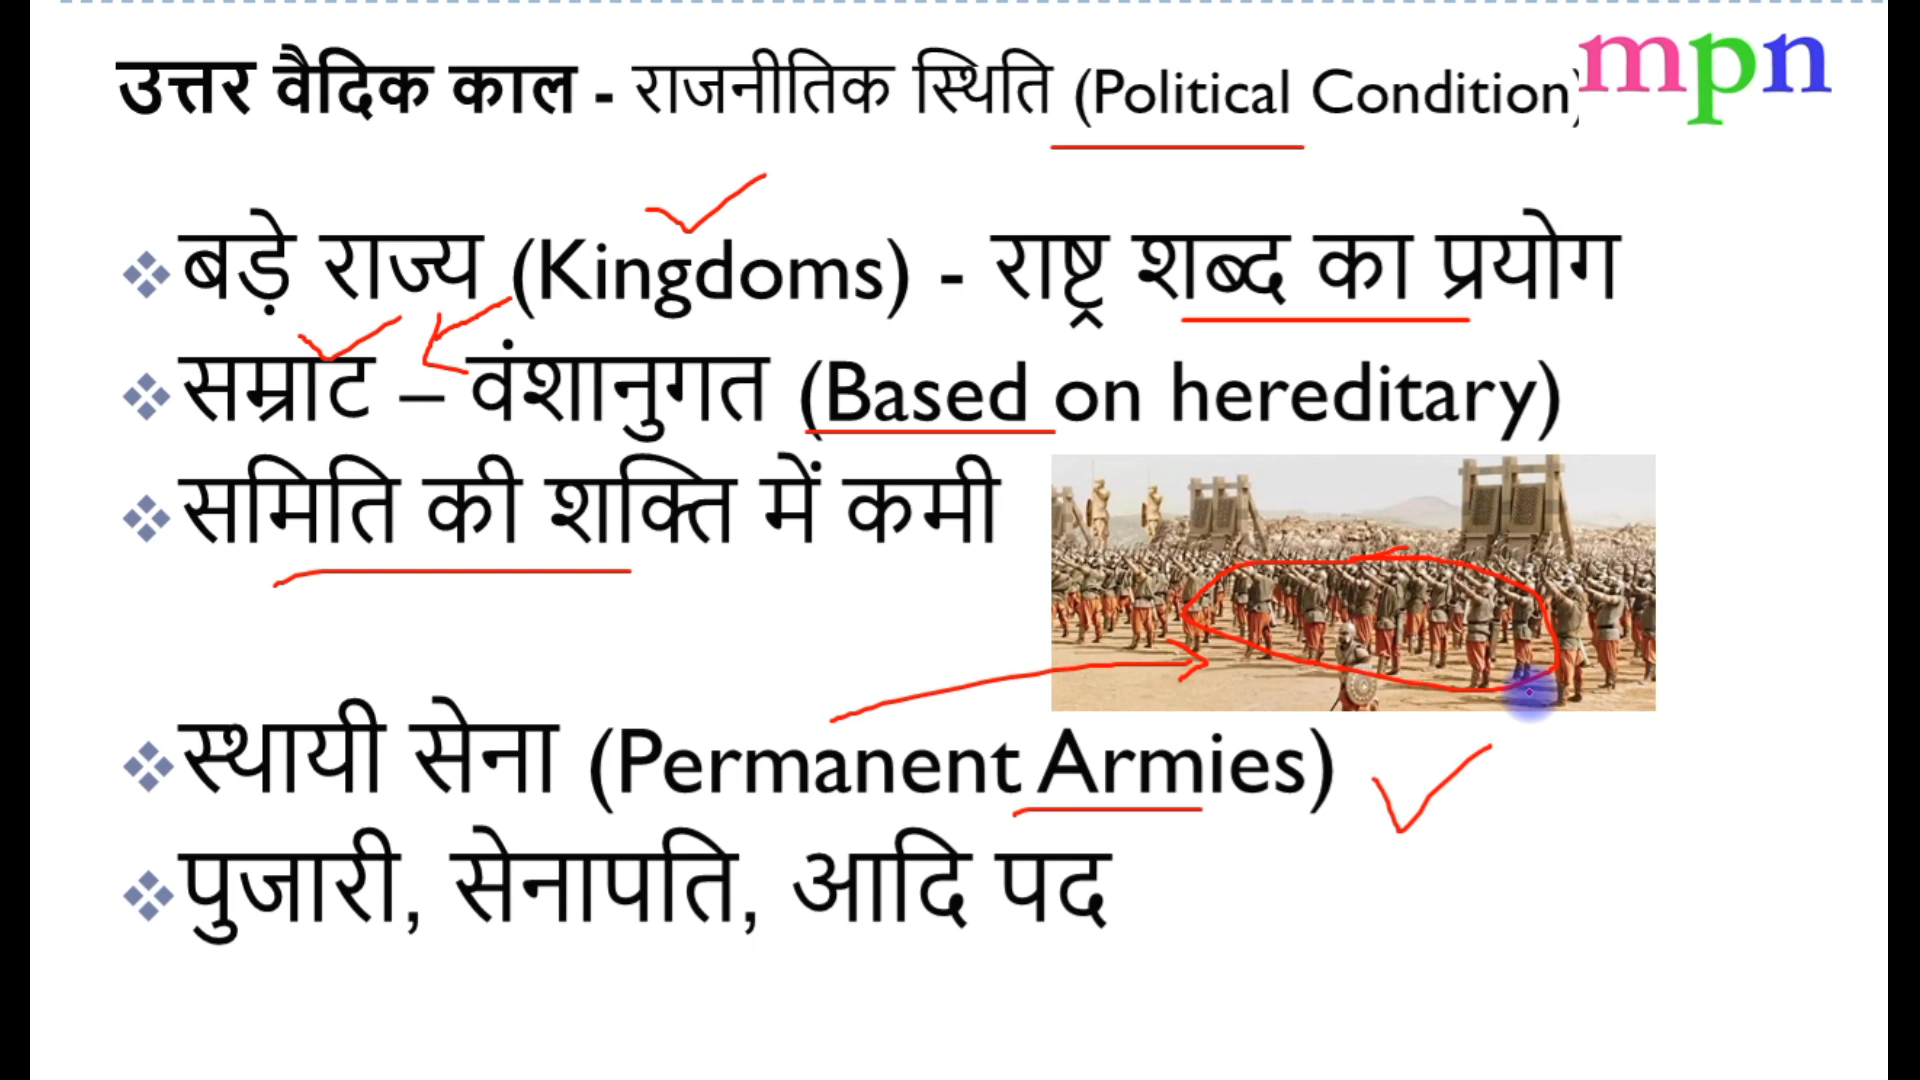 उत्तर वैदिक काल - राजनीतिक स्थिति (Political Condition)
mpn
बड़े राज्य (Kingdoms) - राष्ट्र शब्द का प्रयोग
सम्राट – वंशानुगत (Based on hereditary)
समिति की शक्ति में कमी
स्थायी सेना (Permanent Armies)
पुजारी, सेनापति, आदि पद